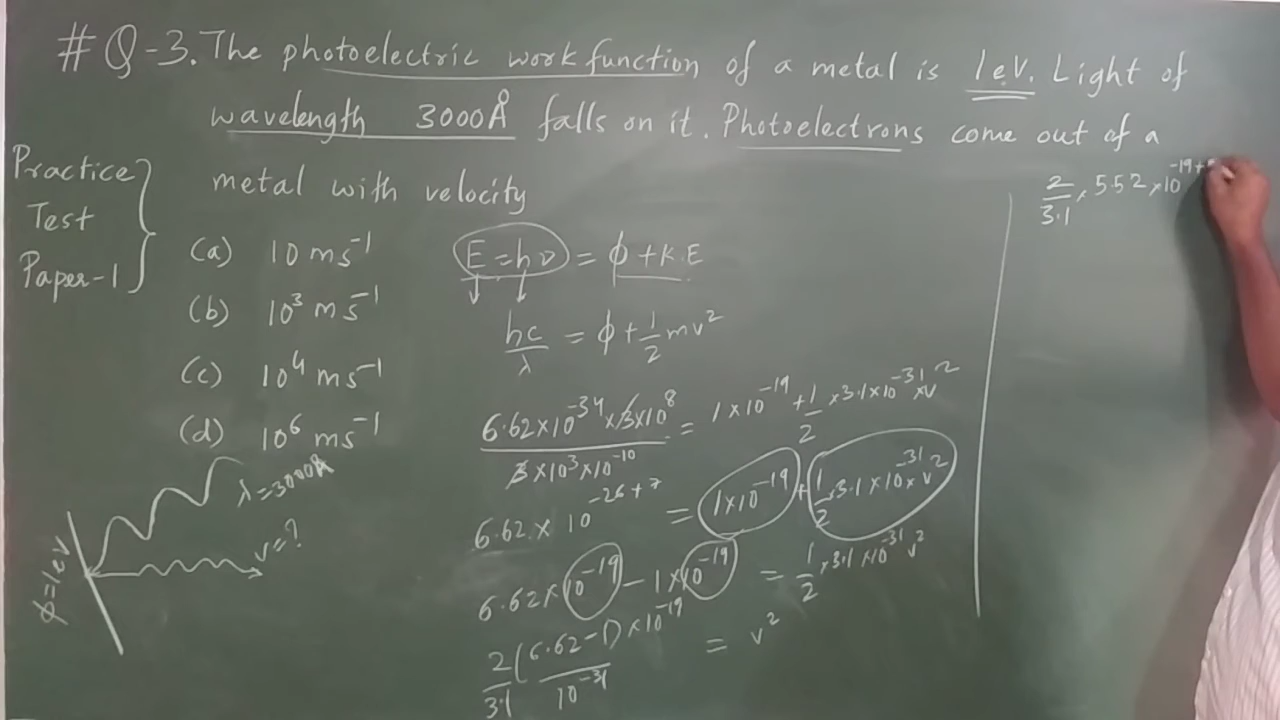 # Q-3. The photoelectric work function of a metal is 1eV. Light of
wavelength 3000Å falls on it. Photoelectrons come out of a
metal with velocity
Practice
Test
Paper-1
(a) 10 ms⁻¹
(b) 10³ ms⁻¹
(c) 10⁴ ms⁻¹
(d) 10⁶ ms⁻¹
λ=3000Å
v=?
ϕ=1eV
E=hν = ϕ+K.E
hc/λ = ϕ+1/2 mv²
6.62×10⁻³⁴×3×10⁸ / 3×10³×10⁻¹⁰ = 1×10⁻¹⁹+1/2×3.1×10⁻³¹×v²
6.62×10⁻²⁶⁺⁷ = 1×10⁻¹⁹+1/2×3.1×10⁻³¹×v²
6.62×10⁻¹⁹-1×10⁻¹⁹ = 1/2×3.1×10⁻³¹v²
2/3.1 (6.62-1)×10⁻¹⁹/10⁻³¹ = v²
2/3.1×5.52×10⁻¹⁹⁺